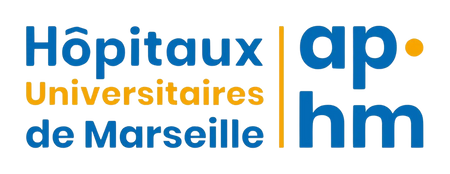 Hôpitaux
Universitaires
de Marseille
ap·
hm